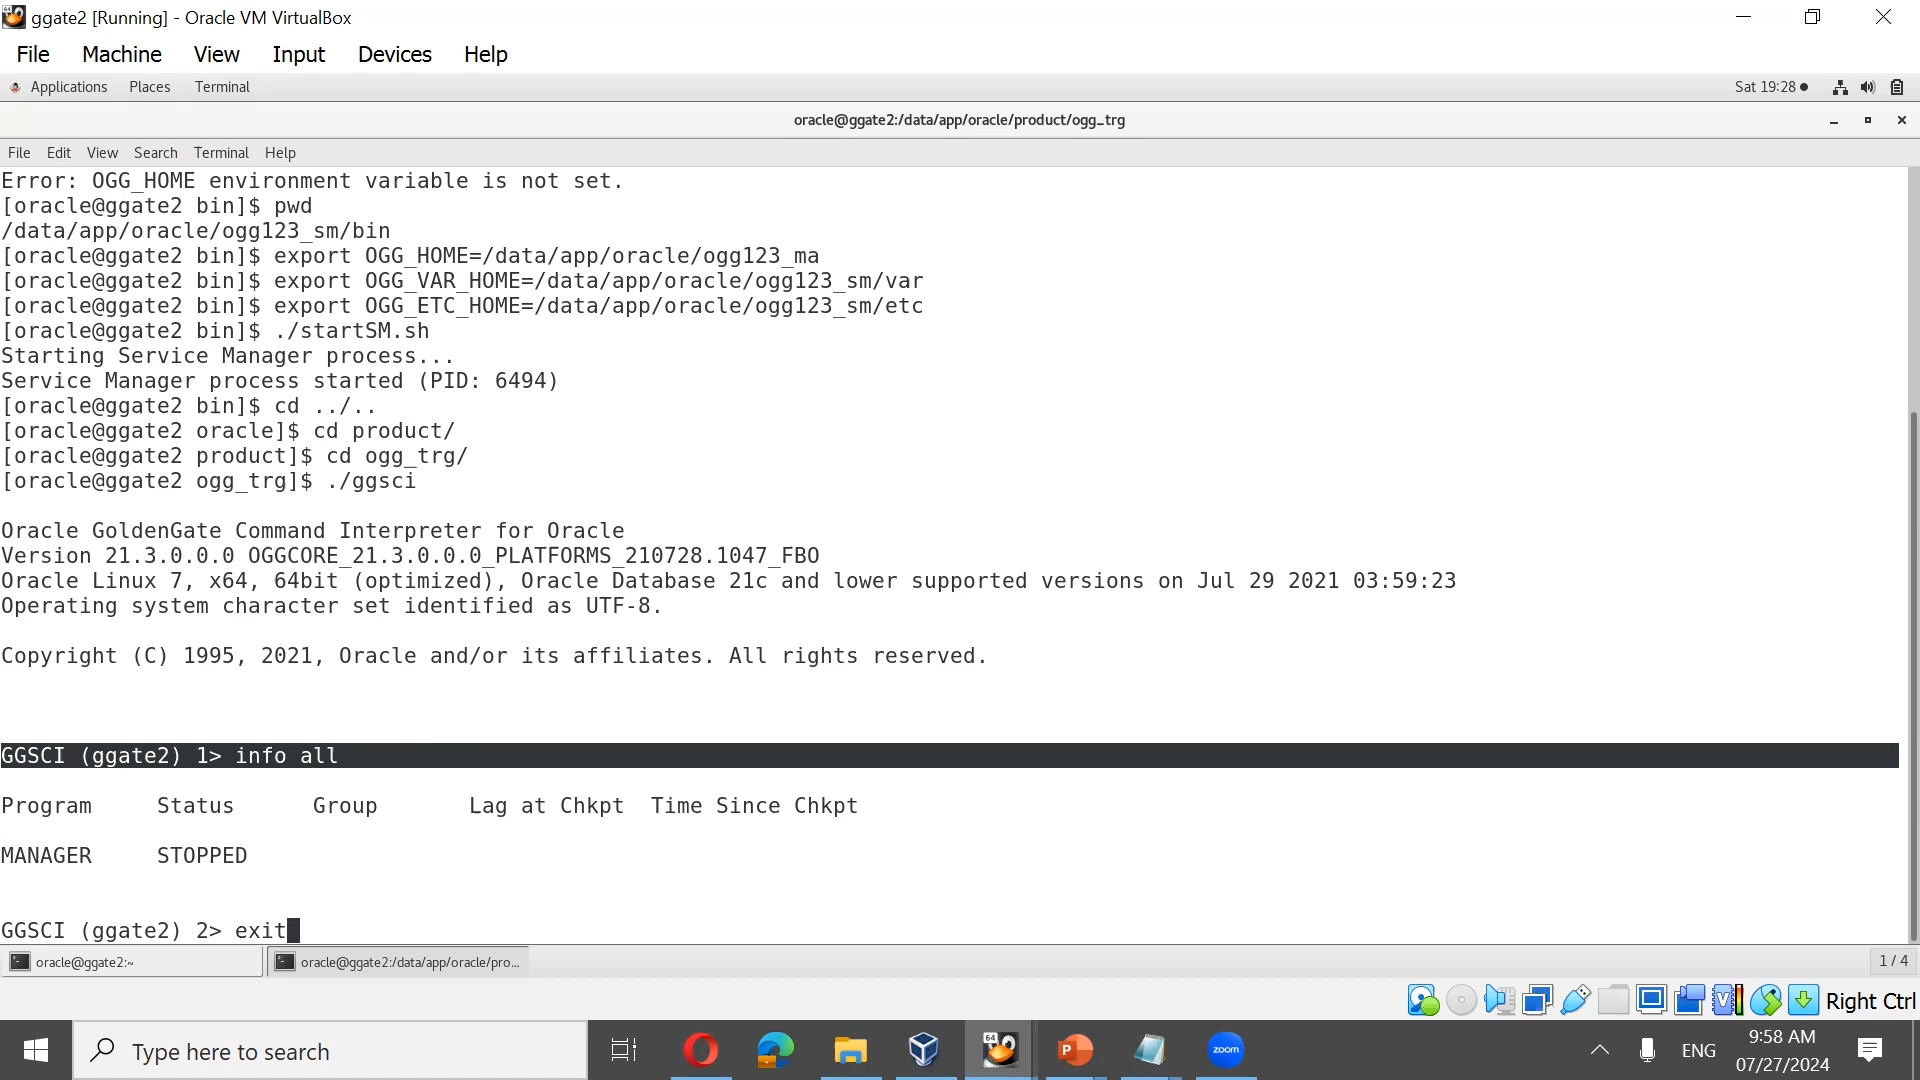 ggate2 [Running] - Oracle VM VirtualBox
File Machine View Input Devices Help
Applications Places Terminal Sat 19:28
oracle@ggate2:/data/app/oracle/product/ogg_trg
File Edit View Search Terminal Help
Error: OGG_HOME environment variable is not set.
[oracle@ggate2 bin]$ pwd
/data/app/oracle/ogg123_sm/bin
[oracle@ggate2 bin]$ export OGG_HOME=/data/app/oracle/ogg123_ma
[oracle@ggate2 bin]$ export OGG_VAR_HOME=/data/app/oracle/ogg123_sm/var
[oracle@ggate2 bin]$ export OGG_ETC_HOME=/data/app/oracle/ogg123_sm/etc
[oracle@ggate2 bin]$ ./startSM.sh
Starting Service Manager process...
Service Manager process started (PID: 6494)
[oracle@ggate2 bin]$ cd ../..
[oracle@ggate2 oracle]$ cd product/
[oracle@ggate2 product]$ cd ogg_trg/
[oracle@ggate2 ogg_trg]$ ./ggsci
Oracle GoldenGate Command Interpreter for Oracle
Version 21.3.0.0.0 OGGCORE_21.3.0.0.0_PLATFORMS_210728.1047_FBO
Oracle Linux 7, x64, 64bit (optimized), Oracle Database 21c and lower supported versions on Jul 29 2021 03:59:23
Operating system character set identified as UTF-8.
Copyright (C) 1995, 2021, Oracle and/or its affiliates. All rights reserved.
GGSCI (ggate2) 1> info all
Program Status Group Lag at Chkpt Time Since Chkpt
MANAGER STOPPED
GGSCI (ggate2) 2> exit
oracle@ggate2:~ oracle@ggate2:/data/app/oracle/pro... 1 / 4
Right Ctrl
Type here to search zoom ENG 9:58 AM
07/27/2024